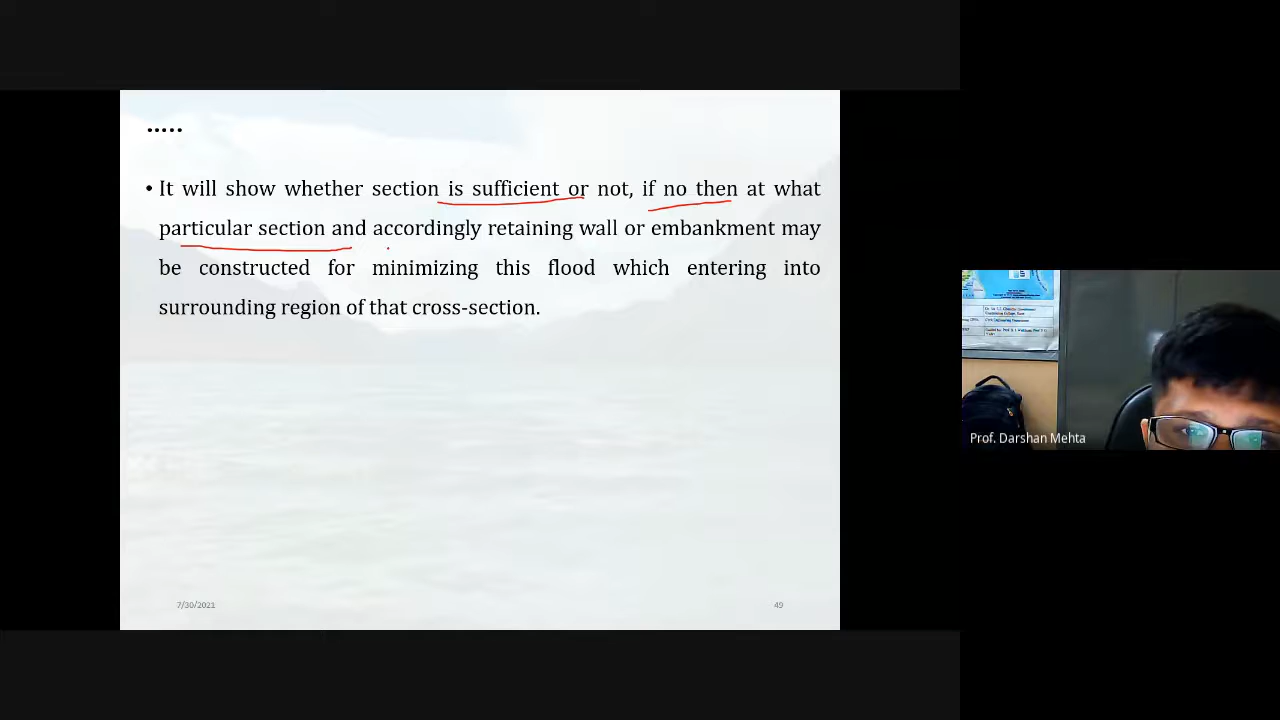 .....
• It will show whether section is sufficient or not, if no then at what
particular section and accordingly retaining wall or embankment may
be constructed for minimizing this flood which entering into
surrounding region of that cross-section.
7/30/2021
49
Prof. Darshan Mehta